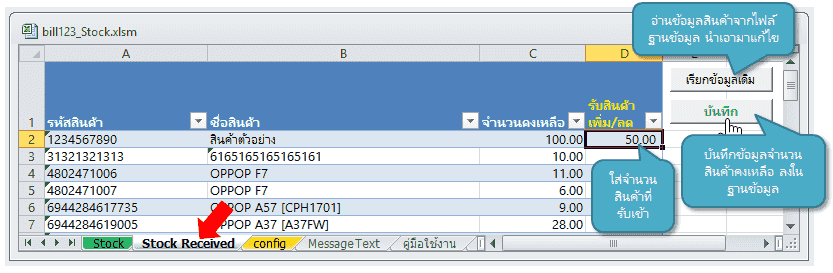 bill123_Stock.xlsm
อ่านข้อมูลสินค้าจากไฟล์
ฐานข้อมูล นำเอามาแก้ไข
A B C D
เรียกข้อมูลเดิม
บันทึก
1 รหัสสินค้า ชื่อสินค้า จำนวนคงเหลือ รับสินค้า เพิ่ม/ลด
2 1234567890 สินค้าตัวอย่าง 100.00 50.00
3 31321321313 6165165165165161 10.00
4 4802471006 OPPOP F7 11.00
5 4802471007 OPPOP F7 6.00
6 6944284617735 OPPOP A57 [CPH1701] 9.00
7 6944284619005 OPPOP A37 [A37FW] 28.00
ใส่จำนวน
สินค้าที่
รับเข้า
บันทึกข้อมูลจำนวน
สินค้าคงเหลือ ลงใน
ฐานข้อมูล
Stock Stock Received config Message Text คู่มือใช้งาน